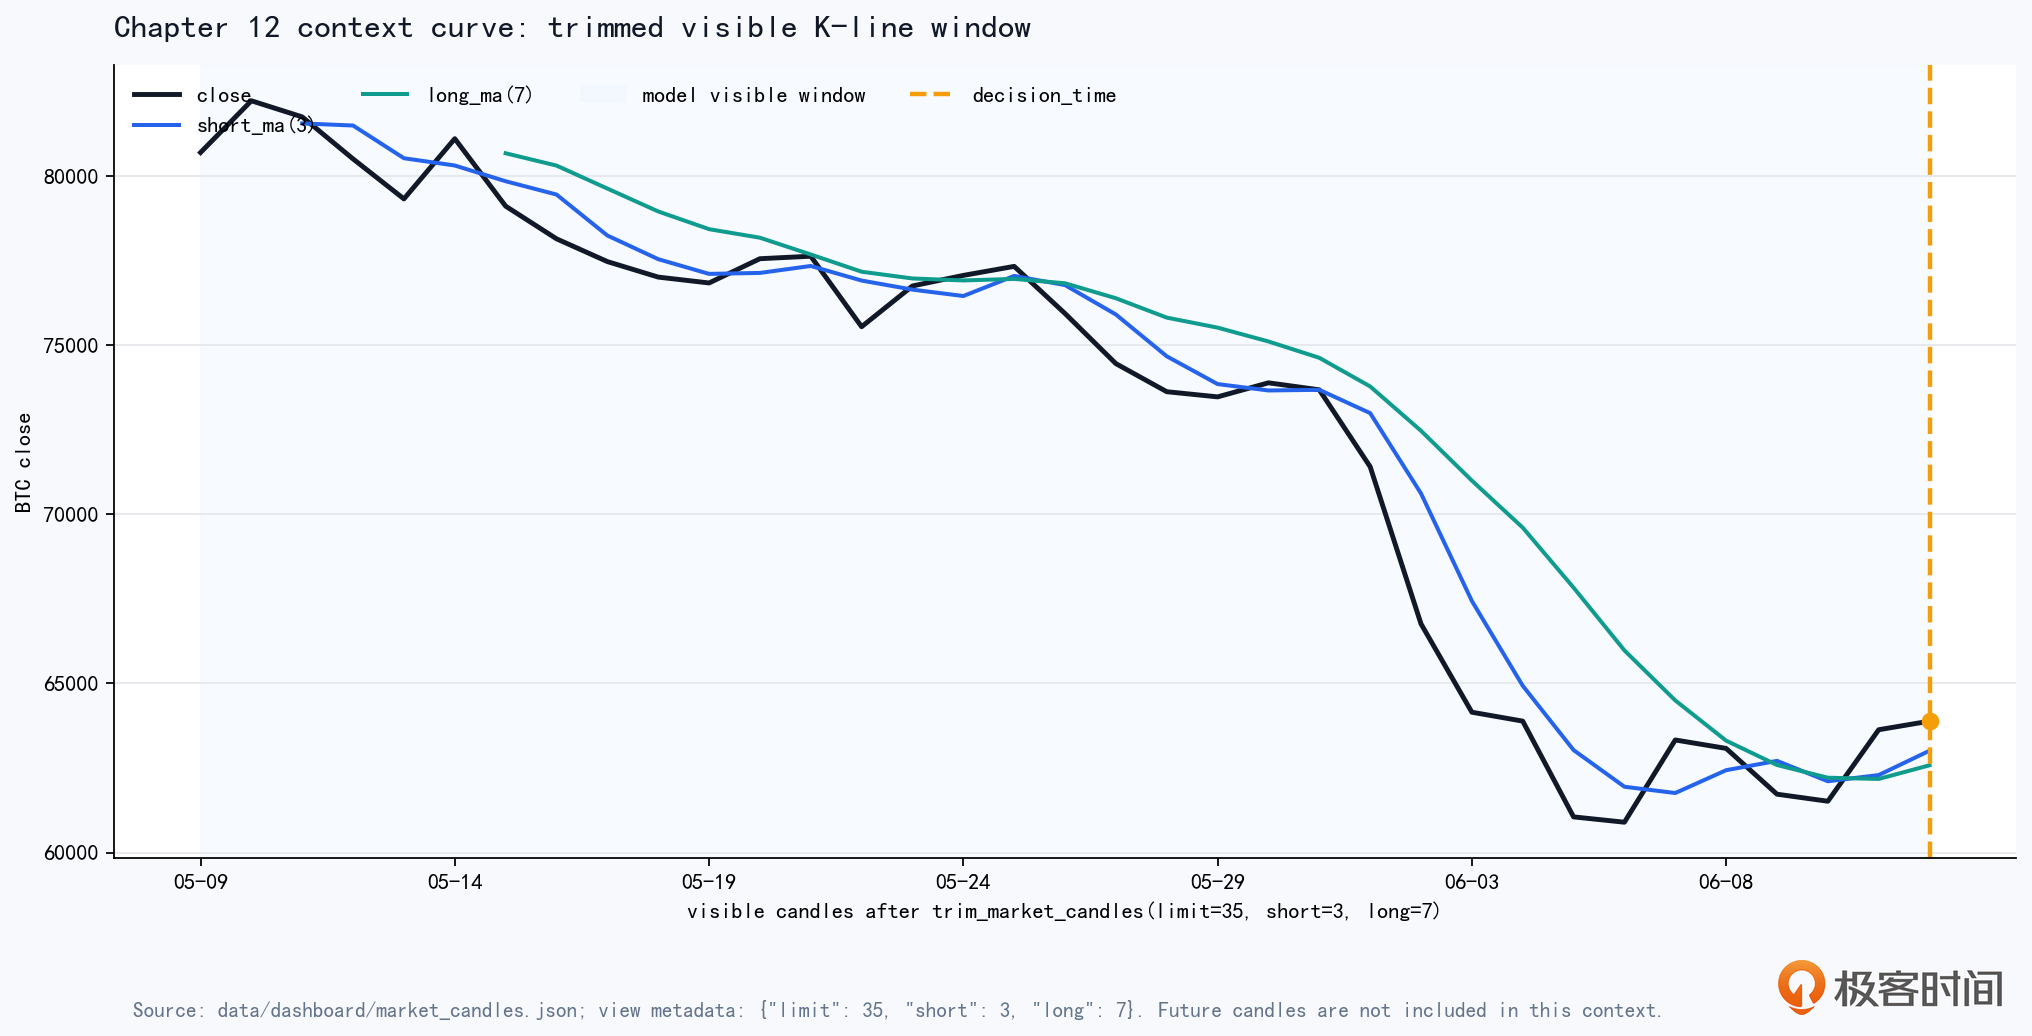 Chapter 12 context curve: trimmed visible K-line window
close
long_ma(7)
model visible window
decision_time
short_ma(3)
80000
75000
70000
65000
60000
BTC close
05-09
05-14
05-19
05-24
05-29
06-03
06-08
visible candles after trim_market_candles(limit=35, short=3, long=7)
Source: data/dashboard/market_candles.json; view metadata: {"limit": 35, "short": 3, "long": 7}. Future candles are not included in this context.
极客时间